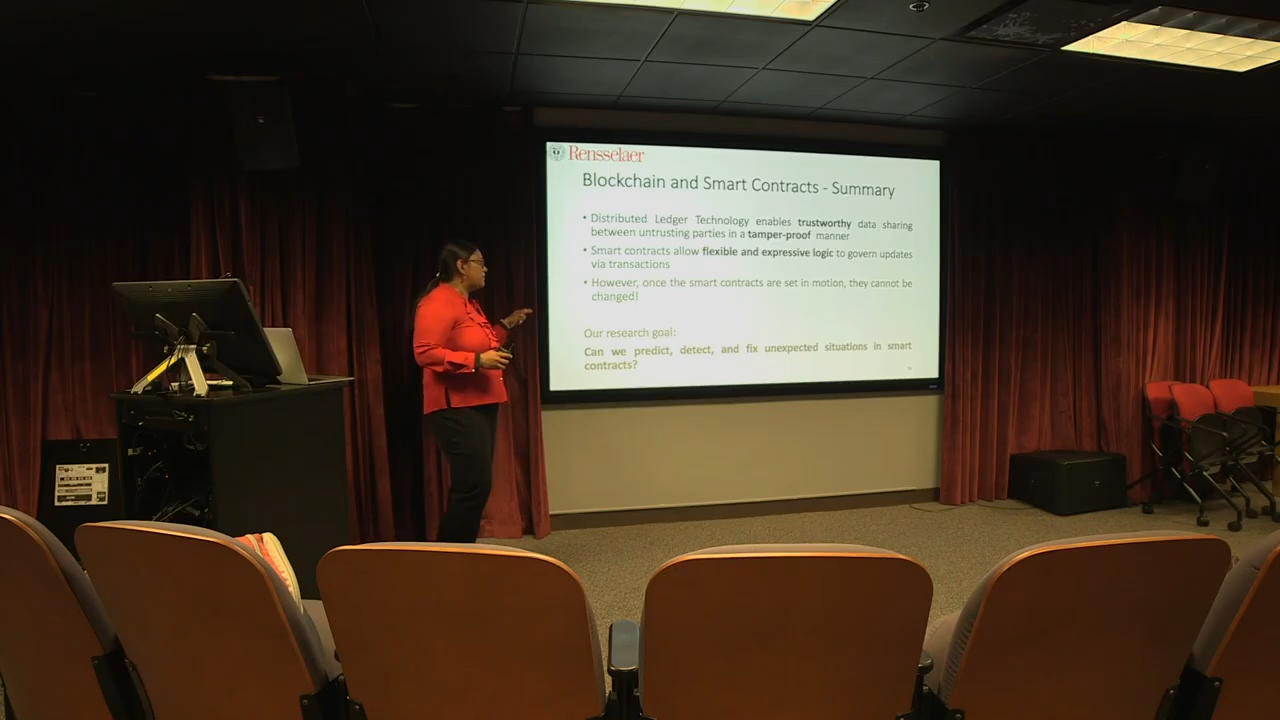 Rensselaer
Blockchain and Smart Contracts - Summary
• Distributed Ledger Technology enables trustworthy data sharing
between untrusting parties in a tamper-proof manner
• Smart contracts allow flexible and expressive logic to govern updates
via transactions
• However, once the smart contracts are set in motion, they cannot be
changed!
Our research goal:
Can we predict, detect, and fix unexpected situations in smart
contracts?